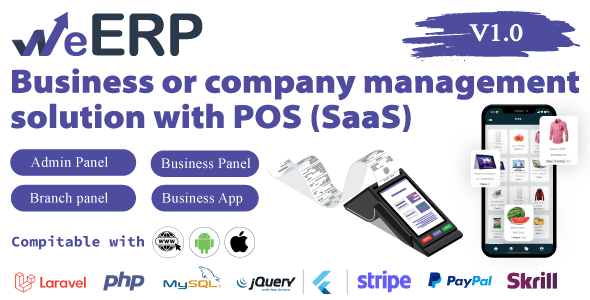 WeERP
V1.0
Business or company management
solution with POS (SaaS)
Admin Panel
Business Panel
Branch panel
Business App
Compitable with
WWW
Laravel
php
MySQL
jQuery
stripe
PayPal
Skrill